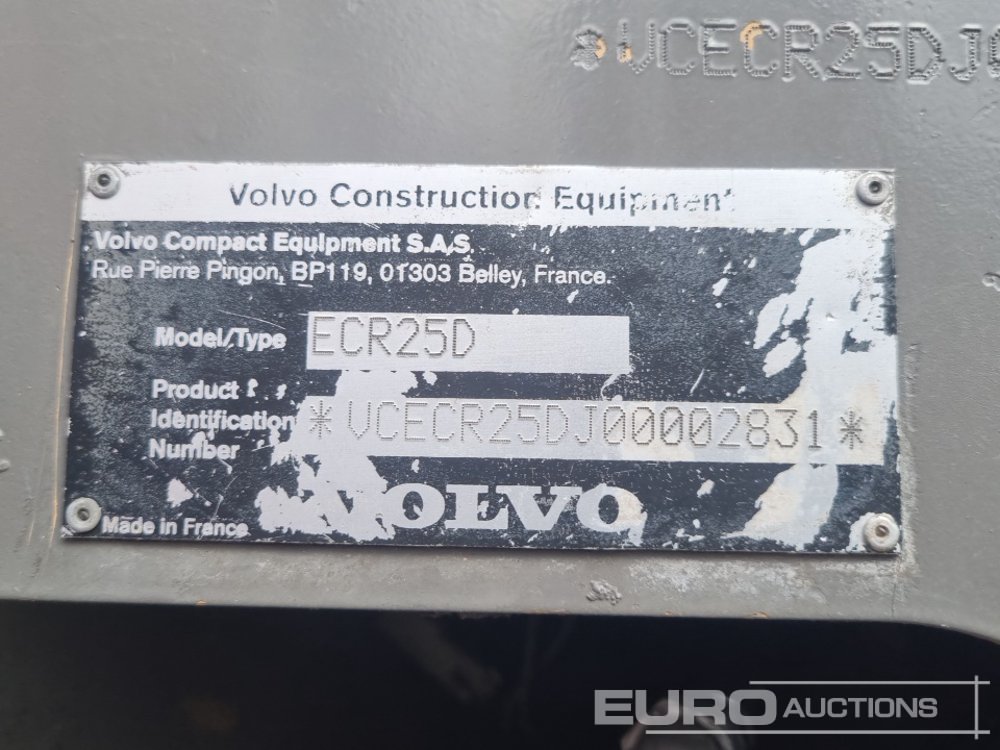 *VCECR25DJ0
Volvo Construction Equipment
Volvo Compact Equipment S.A.S.
Rue Pierre Pingon, BP119, 01303 Belley, France.
Model/Type ECR25D
Product
Identification *VCECR25DJ00002831*
Number
VOLVO
Made in France
EURO AUCTIONS